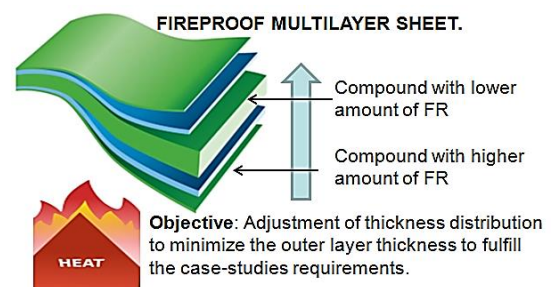 FIREPROOF MULTILAYER SHEET.
Compound with lower
amount of FR
Compound with higher
amount of FR
Objective: Adjustment of thickness distribution
to minimize the outer layer thickness to fulfill
the case-studies requirements.
HEAT